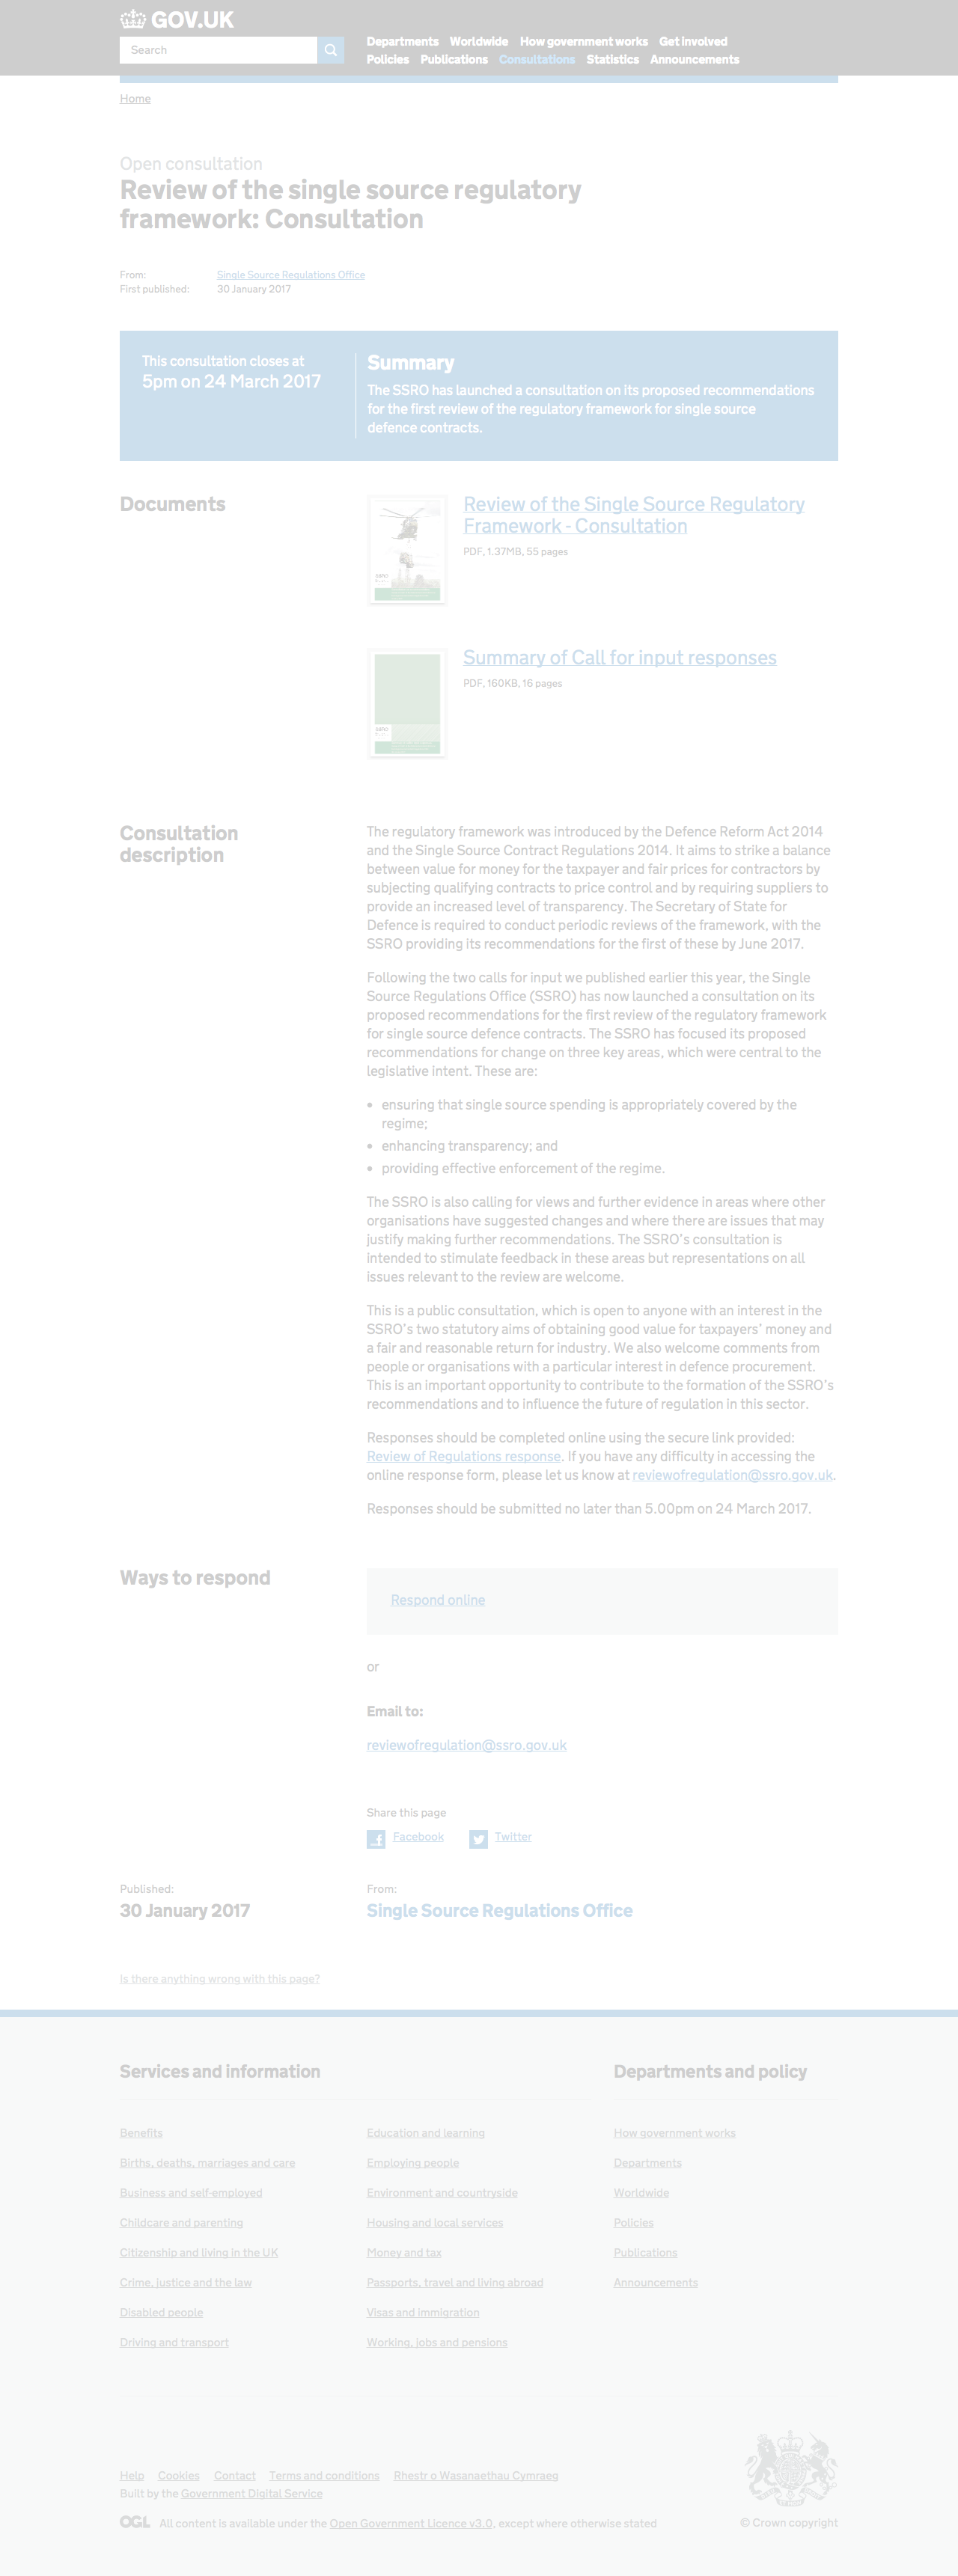 GOV.UK
Search
Departments Worldwide How government works Get involved
Policies Publications Consultations Statistics Announcements
Home
Open consultation
Review of the single source regulatory
framework: Consultation
From: Single Source Regulations Office
First published: 30 January 2017
This consultation closes at
5pm on 24 March 2017
Summary
The SSRO has launched a consultation on its proposed recommendations
for the first review of the regulatory framework for single source
defence contracts.
Documents
Review of the Single Source Regulatory
Framework - Consultation
PDF, 1.37MB, 55 pages
SSRO
Summary of Call for input responses
PDF, 160KB, 16 pages
SSRO
Consultation
description
The regulatory framework was introduced by the Defence Reform Act 2014
and the Single Source Contract Regulations 2014. It aims to strike a balance
between value for money for the taxpayer and fair prices for contractors by
subjecting qualifying contracts to price control and by requiring suppliers to
provide an increased level of transparency. The Secretary of State for
Defence is required to conduct periodic reviews of the framework, with the
SSRO providing its recommendations for the first of these by June 2017.
Following the two calls for input we published earlier this year, the Single
Source Regulations Office (SSRO) has now launched a consultation on its
proposed recommendations for the first review of the regulatory framework
for single source defence contracts. The SSRO has focused its proposed
recommendations for change on three key areas, which were central to the
legislative intent. These are:
• ensuring that single source spending is appropriately covered by the
regime;
• enhancing transparency; and
• providing effective enforcement of the regime.
The SSRO is also calling for views and further evidence in areas where other
organisations have suggested changes and where there are issues that may
justify making further recommendations. The SSRO's consultation is
intended to stimulate feedback in these areas but representations on all
issues relevant to the review are welcome.
This is a public consultation, which is open to anyone with an interest in the
SSRO's two statutory aims of obtaining good value for taxpayers' money and
a fair and reasonable return for industry. We also welcome comments from
people or organisations with a particular interest in defence procurement.
This is an important opportunity to contribute to the formation of the SSRO's
recommendations and to influence the future of regulation in this sector.
Responses should be completed online using the secure link provided:
Review of Regulations response. If you have any difficulty in accessing the
online response form, please let us know at reviewofregulation@ssro.gov.uk.
Responses should be submitted no later than 5.00pm on 24 March 2017.
Ways to respond
Respond online
or
Email to:
reviewofregulation@ssro.gov.uk
Share this page
Facebook Twitter
Published:
30 January 2017
From:
Single Source Regulations Office
Is there anything wrong with this page?
Services and information
Benefits
Births, deaths, marriages and care
Business and self-employed
Childcare and parenting
Citizenship and living in the UK
Crime, justice and the law
Disabled people
Driving and transport
Education and learning
Employing people
Environment and countryside
Housing and local services
Money and tax
Passports, travel and living abroad
Visas and immigration
Working, jobs and pensions
Departments and policy
How government works
Departments
Worldwide
Policies
Publications
Announcements
Help Cookies Contact Terms and conditions Rhestr o Wasanaethau Cymraeg
Built by the Government Digital Service
OGL All content is available under the Open Government Licence v3.0, except where otherwise stated
© Crown copyright